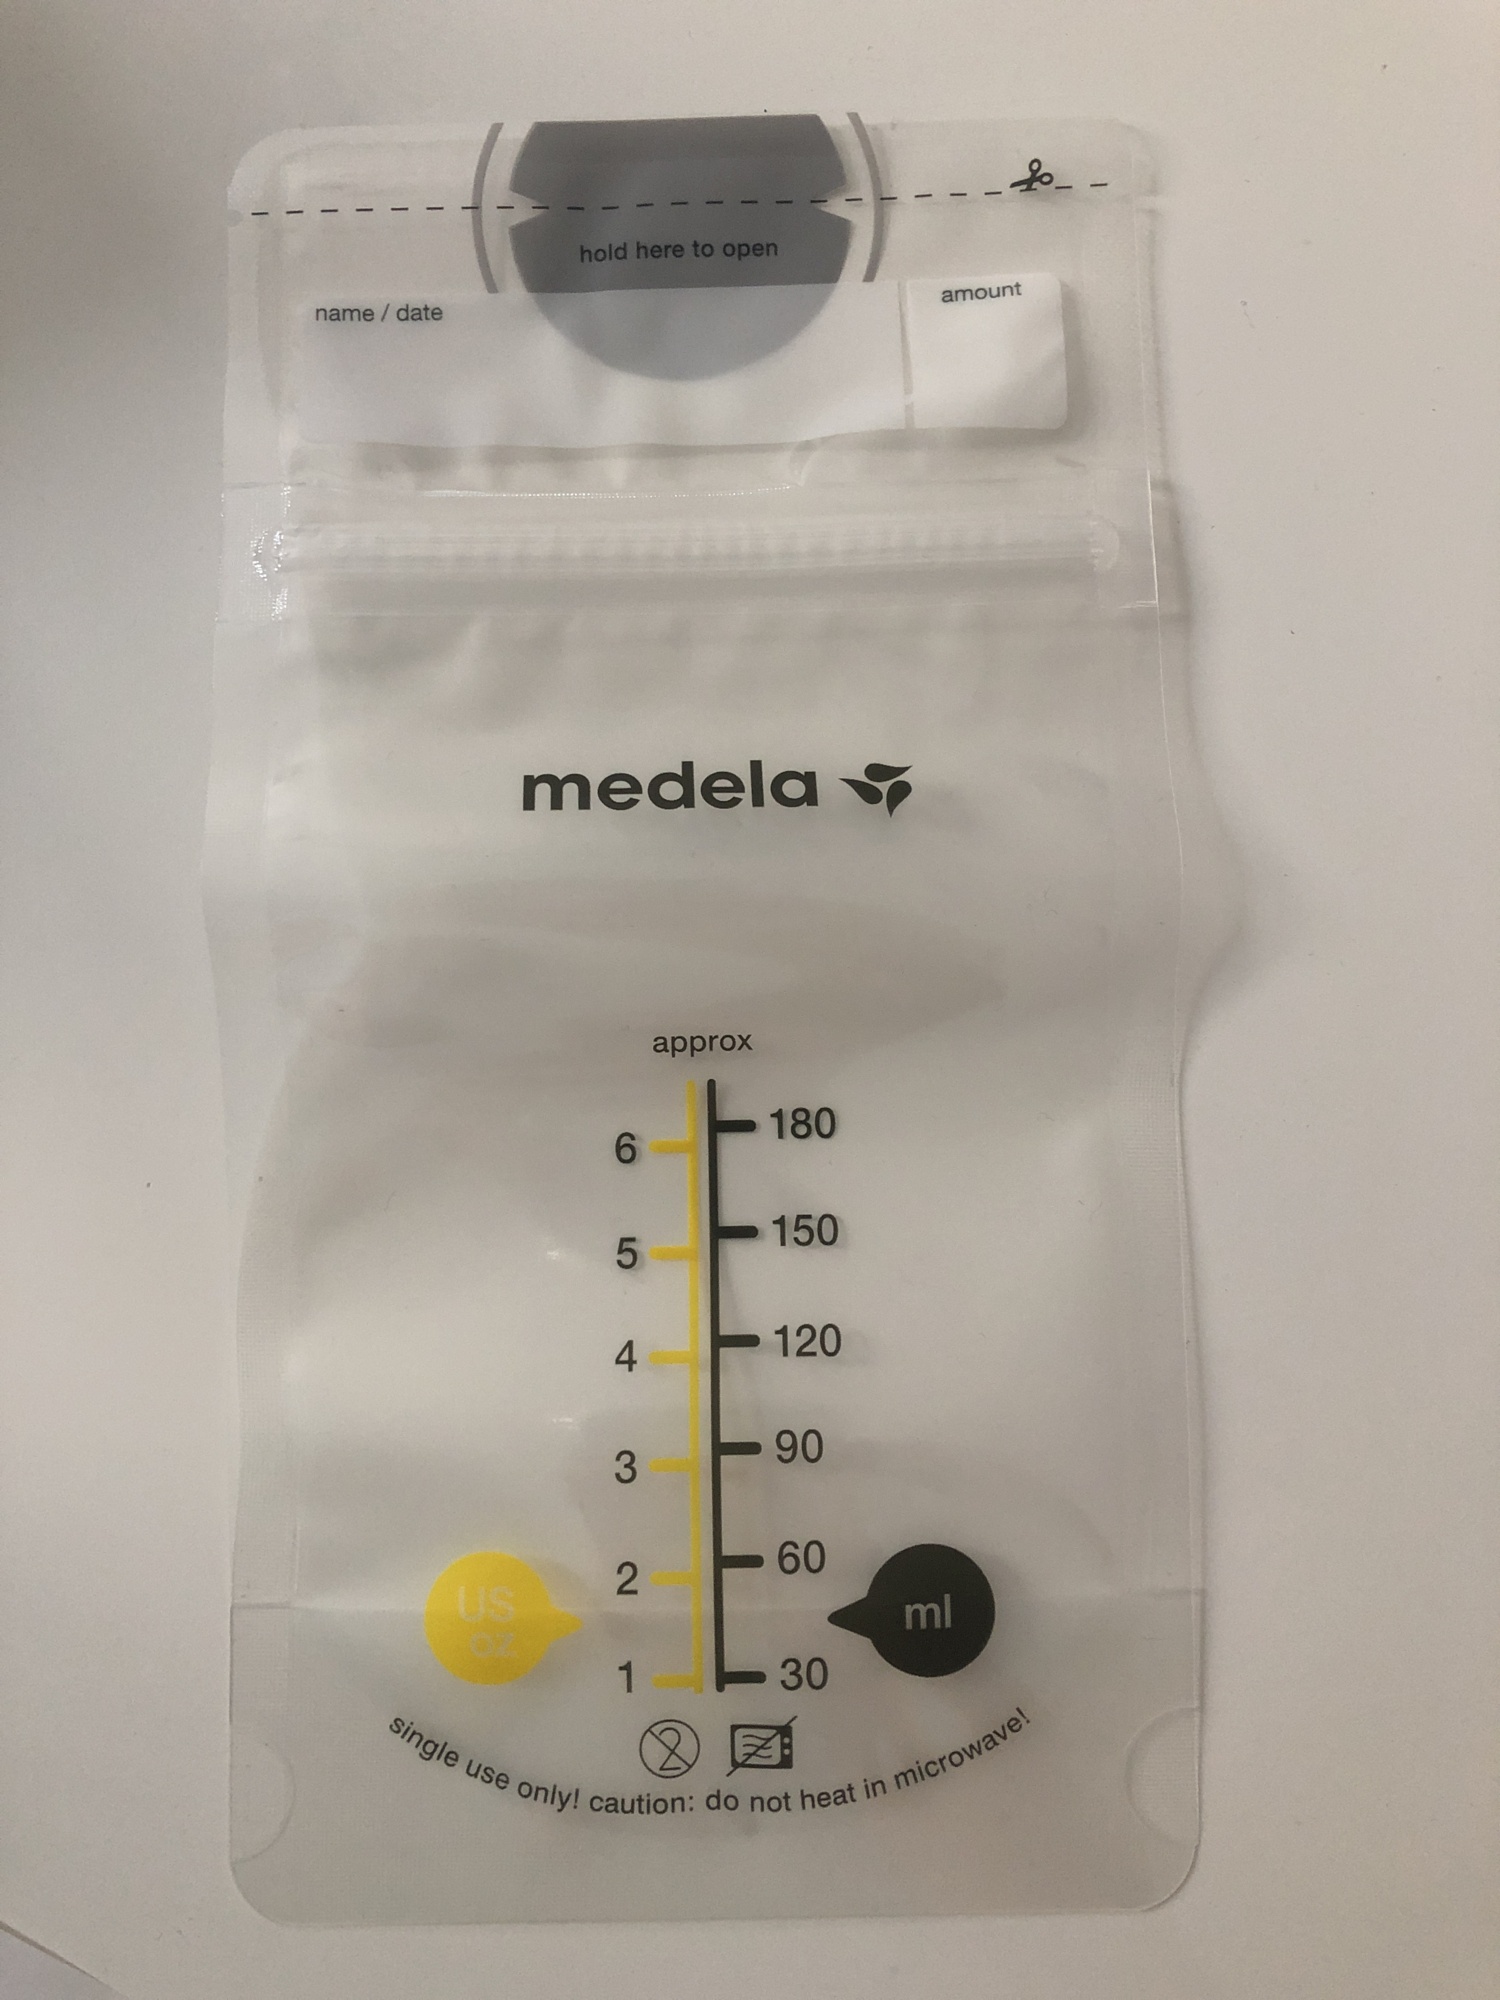 hold here to open
name / date
amount
medela
approx
6
180
5
150
4
120
3
90
2
60
US
oz
ml
1
30
2
single use only! caution: do not heat in microwave!